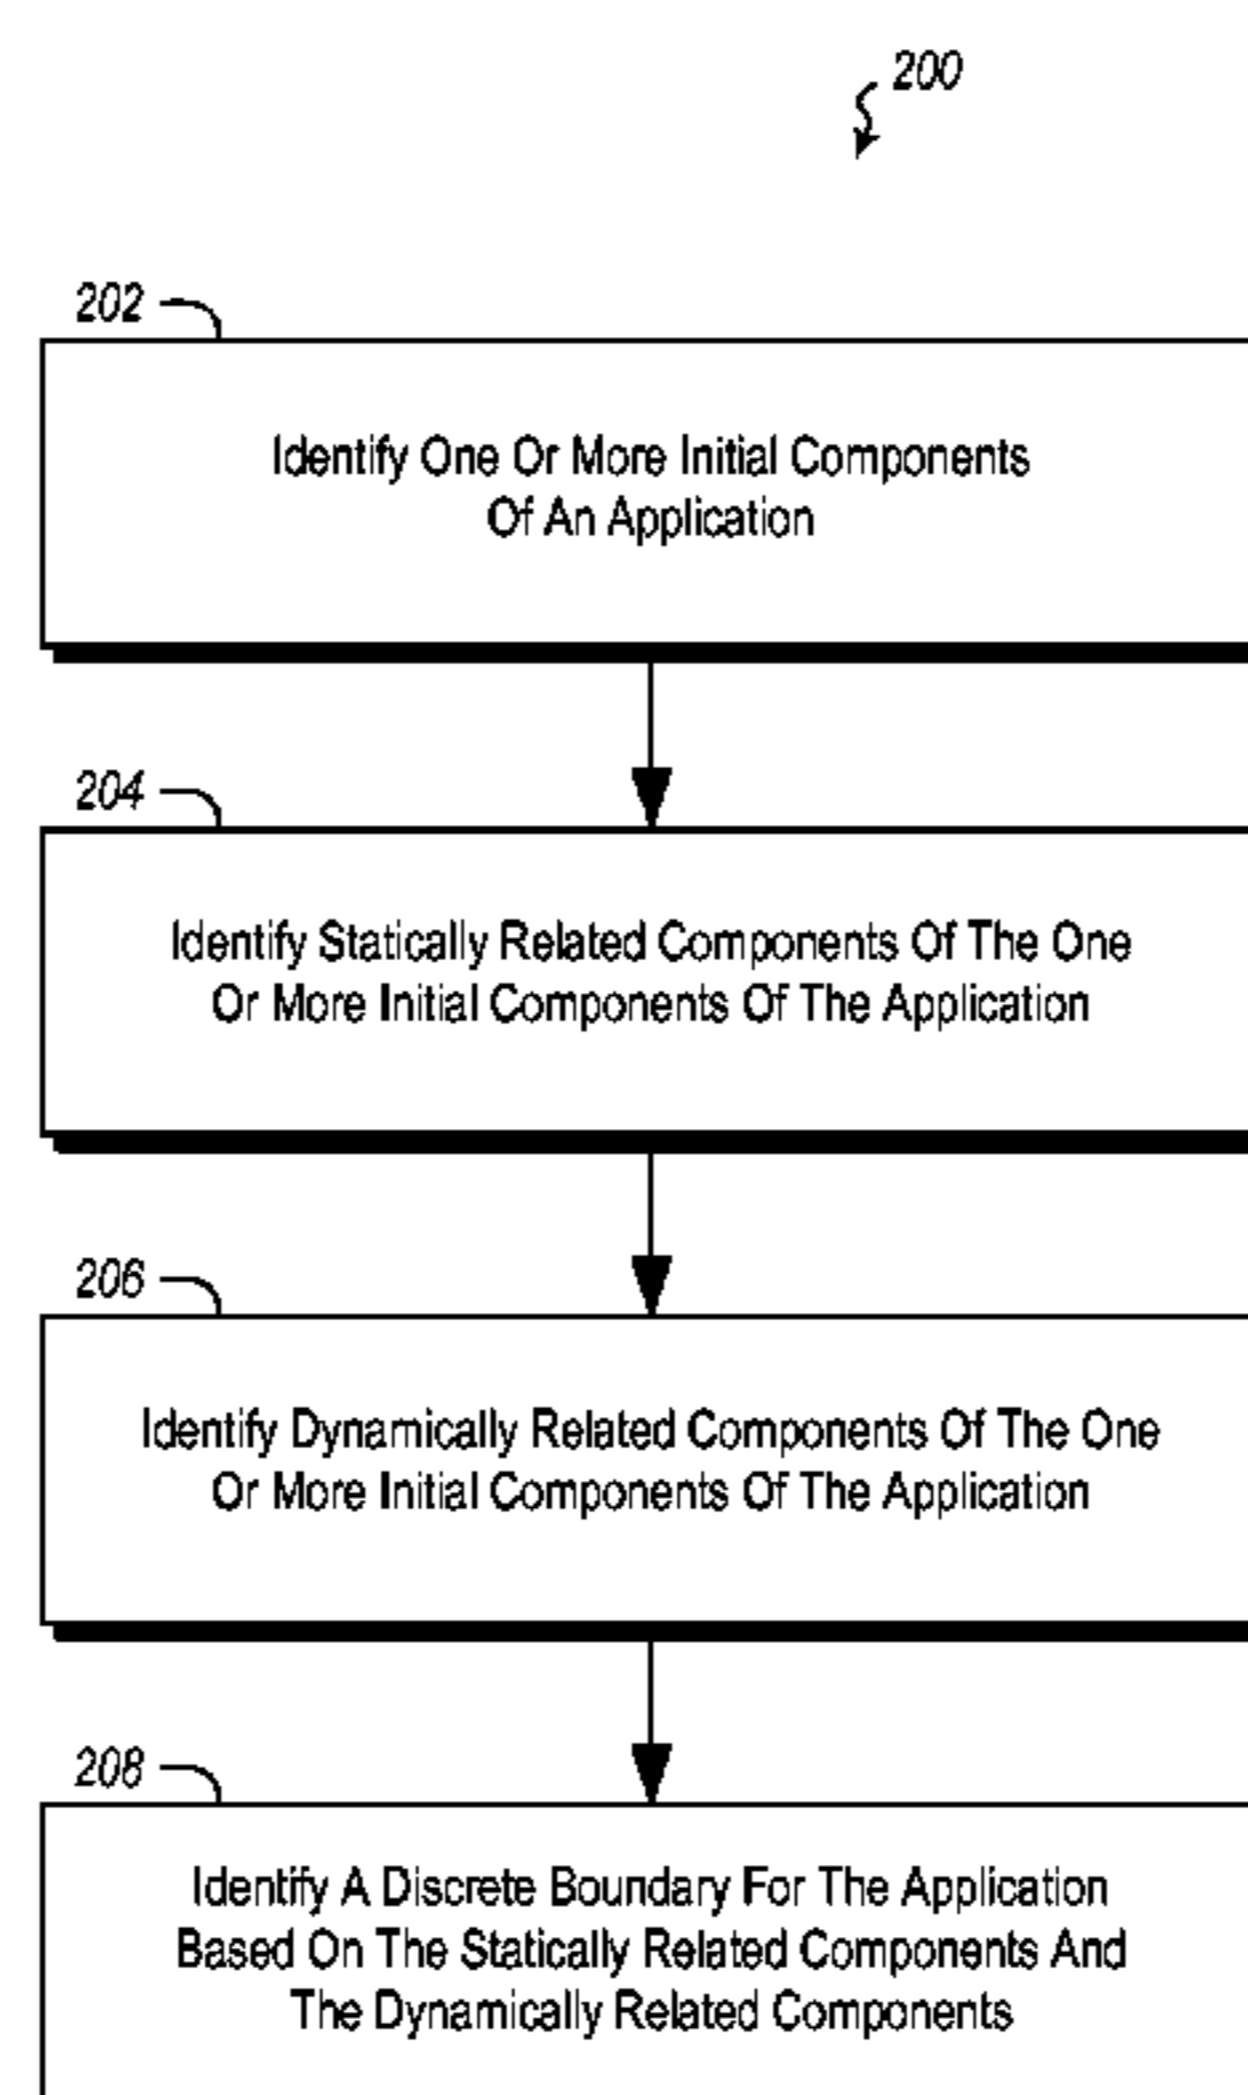 200
202
Identify One Or More Initial Components
Of An Application
204
Identify Statically Related Components Of The One
Or More Initial Components Of The Application
206
Identify Dynamically Related Components Of The One
Or More Initial Components Of The Application
208
Identify A Discrete Boundary For The Application
Based On The Statically Related Components And
The Dynamically Related Components